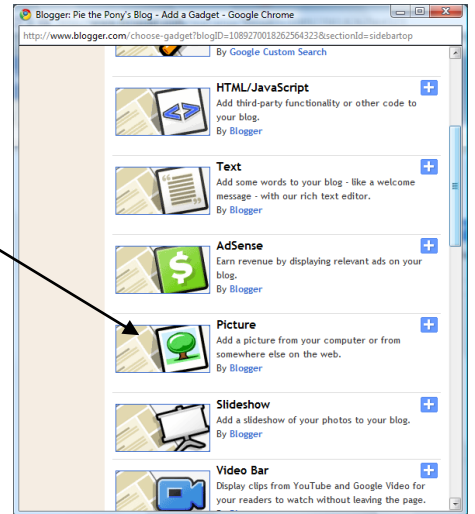 Blogger: Pie the Pony's Blog - Add a Gadget - Google Chrome
http://www.blogger.com/choose-gadget?blogID=1089270018262564323&sectionId=sidebartop
By Google Custom Search
HTML/JavaScript
Add third-party functionality or other code to
your blog.
By Blogger
Text
Add some words to your blog - like a welcome
message - with our rich text editor.
By Blogger
AdSense
Earn revenue by displaying relevant ads on your
blog.
By Blogger
Picture
Add a picture from your computer or from
somewhere else on the web.
By Blogger
Slideshow
Add a slideshow of your photos to your blog.
By Blogger
Video Bar
Display clips from YouTube and Google Video for
your readers to watch without leaving the page.